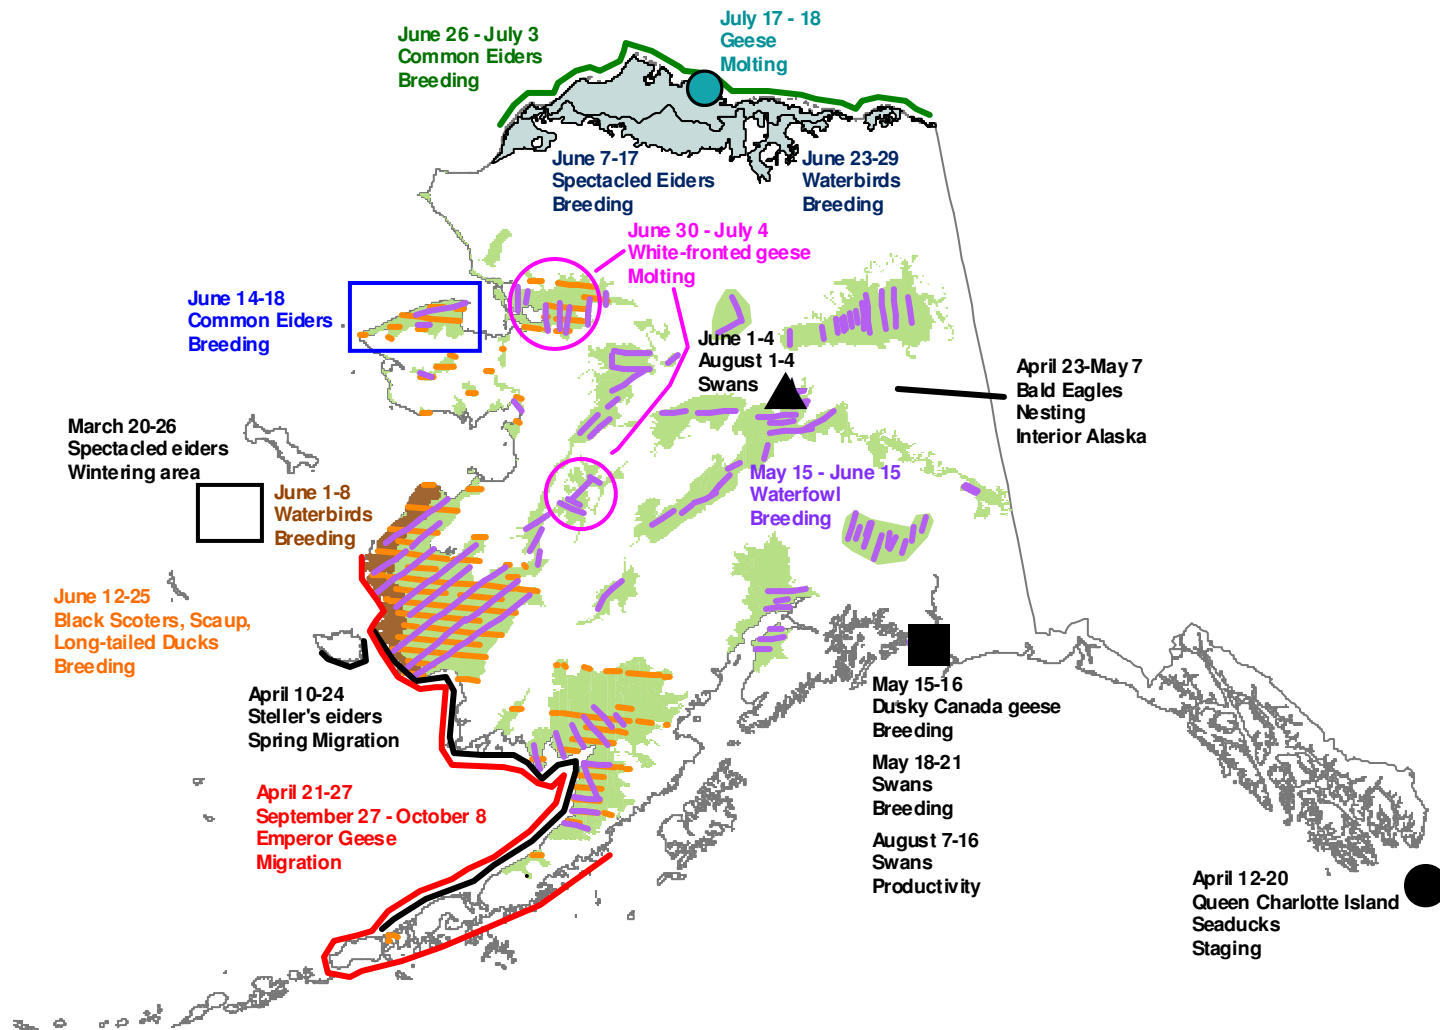 June 26 - July 3
Common Eiders
Breeding
July 17 - 18
Geese
Molting
June 7-17
Spectacled Eiders
Breeding
June 23-29
Waterbirds
Breeding
June 30 - July 4
White-fronted geese
Molting
June 14-18
Common Eiders
Breeding
June 1-4
August 1-4
Swans
April 23-May 7
Bald Eagles
Nesting
Interior Alaska
March 20-26
Spectacled eiders
Wintering area
June 1-8
Waterbirds
Breeding
May 15 - June 15
Waterfowl
Breeding
June 12-25
Black Scoters, Scaup,
Long-tailed Ducks
Breeding
April 10-24
Steller's eiders
Spring Migration
May 15-16
Dusky Canada geese
Breeding
May 18-21
Swans
Breeding
August 7-16
Swans
Productivity
April 21-27
September 27 - October 8
Emperor Geese
Migration
April 12-20
Queen Charlotte Island
Seaducks
Staging